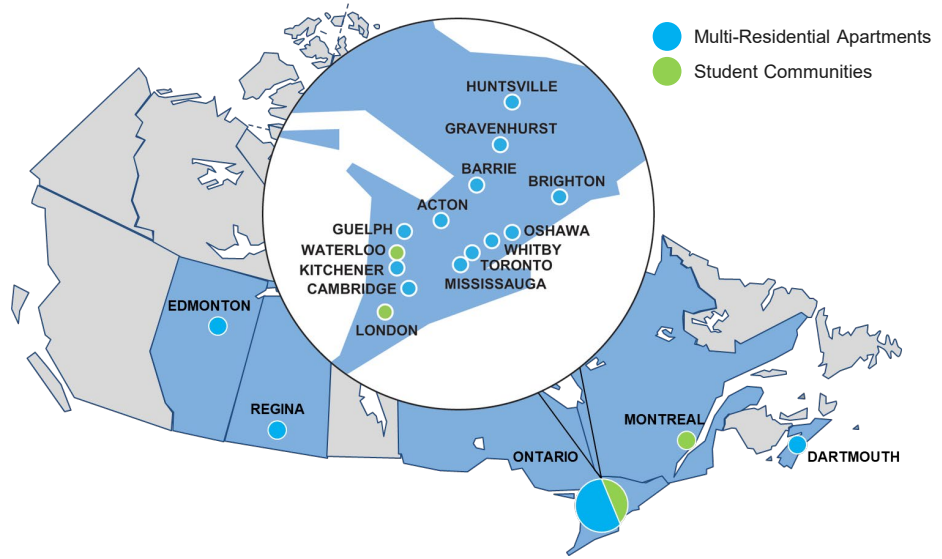 Multi-Residential Apartments
Student Communities
HUNTSVILLE
GRAVENHURST
BARRIE
BRIGHTON
ACTON
GUELPH
OSHAWA
WATERLOO
WHITBY
KITCHENER
TORONTO
CAMBRIDGE
MISSISSAUGA
LONDON
EDMONTON
REGINA
MONTREAL
ONTARIO
DARTMOUTH